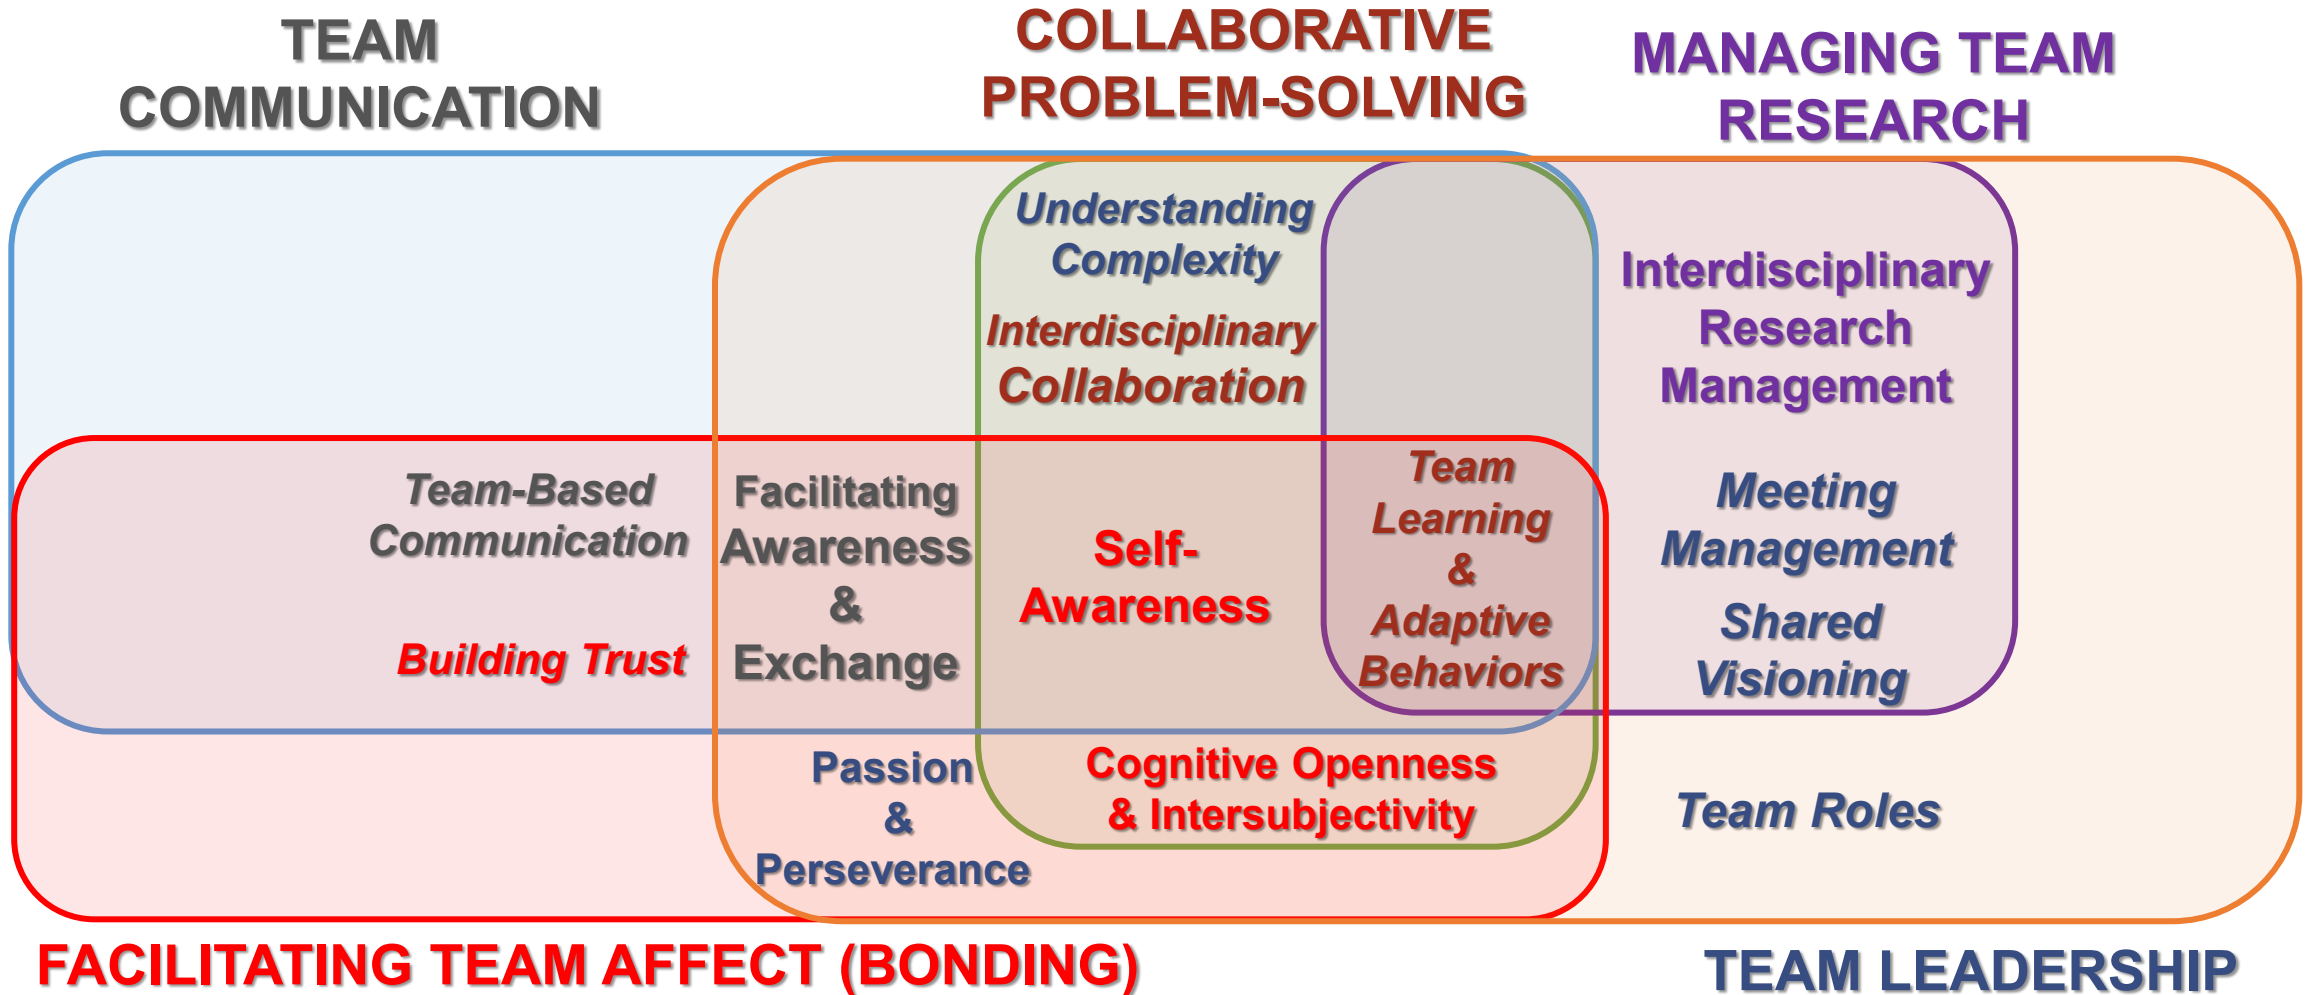 TEAM
COMMUNICATION
COLLABORATIVE
PROBLEM-SOLVING
MANAGING TEAM
RESEARCH
Understanding
Complexity
Interdisciplinary
Collaboration
Interdisciplinary
Research
Management
Team-Based
Communication
Building Trust
Facilitating
Awareness
&
Exchange
Self-
Awareness
Team
Learning
&
Adaptive
Behaviors
Meeting
Management
Shared
Visioning
Passion
&
Perseverance
Cognitive Openness
& Intersubjectivity
Team Roles
FACILITATING TEAM AFFECT (BONDING)
TEAM LEADERSHIP